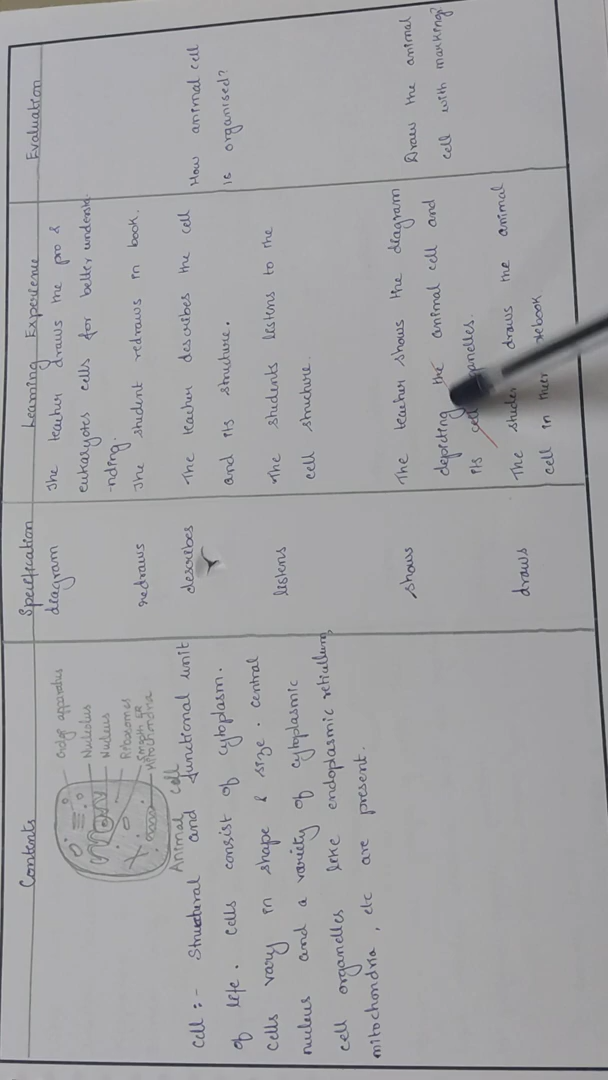 Contents
Golgi apparatus
Nucleolus
Nucleus
Ribosomes
Smooth ER
Mitochondria
Animal cell
Cell :- Structural and functional unit
of life. Cells consist of cytoplasm.
Cells vary in shape & size. central
nucleus and a variety of cytoplasmic
cell organelles like endoplasmic reticullum,
mitochondria, etc are present.
Specification
diagram
redraws
describes
listens
shows
draws
Learning Experience
The teacher draws the pro &
eukaryotes cells for better understa
-nding.
The student redraws in book.
The teacher describes the cell
and its structure.
The students listens to the
cell structure.
The teacher shows the diagram
depicting the animal cell and
its cell
The draws the animal
cell in their
Evaluation
How animal cell
is organised?
Draw the animal
cell with marking?